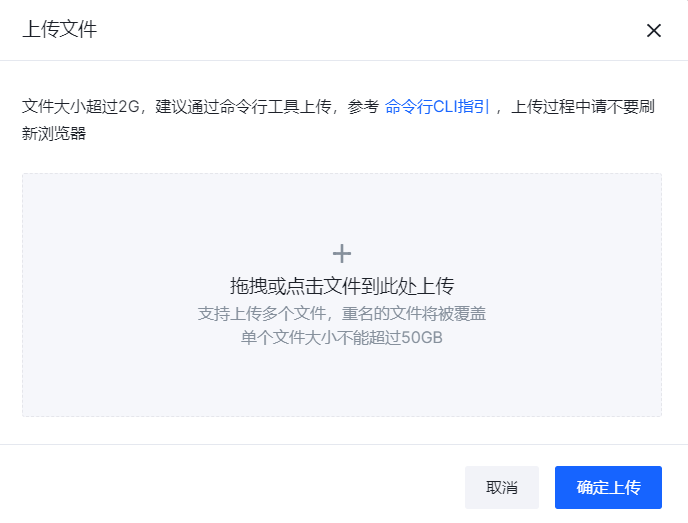 上传文件
文件大小超过2G，建议通过命令行工具上传，参考 命令行CLI指引 ，上传过程中请不要刷
新浏览器
拖拽或点击文件到此处上传
支持上传多个文件，重名的文件将被覆盖
单个文件大小不能超过50GB
取消
确定上传